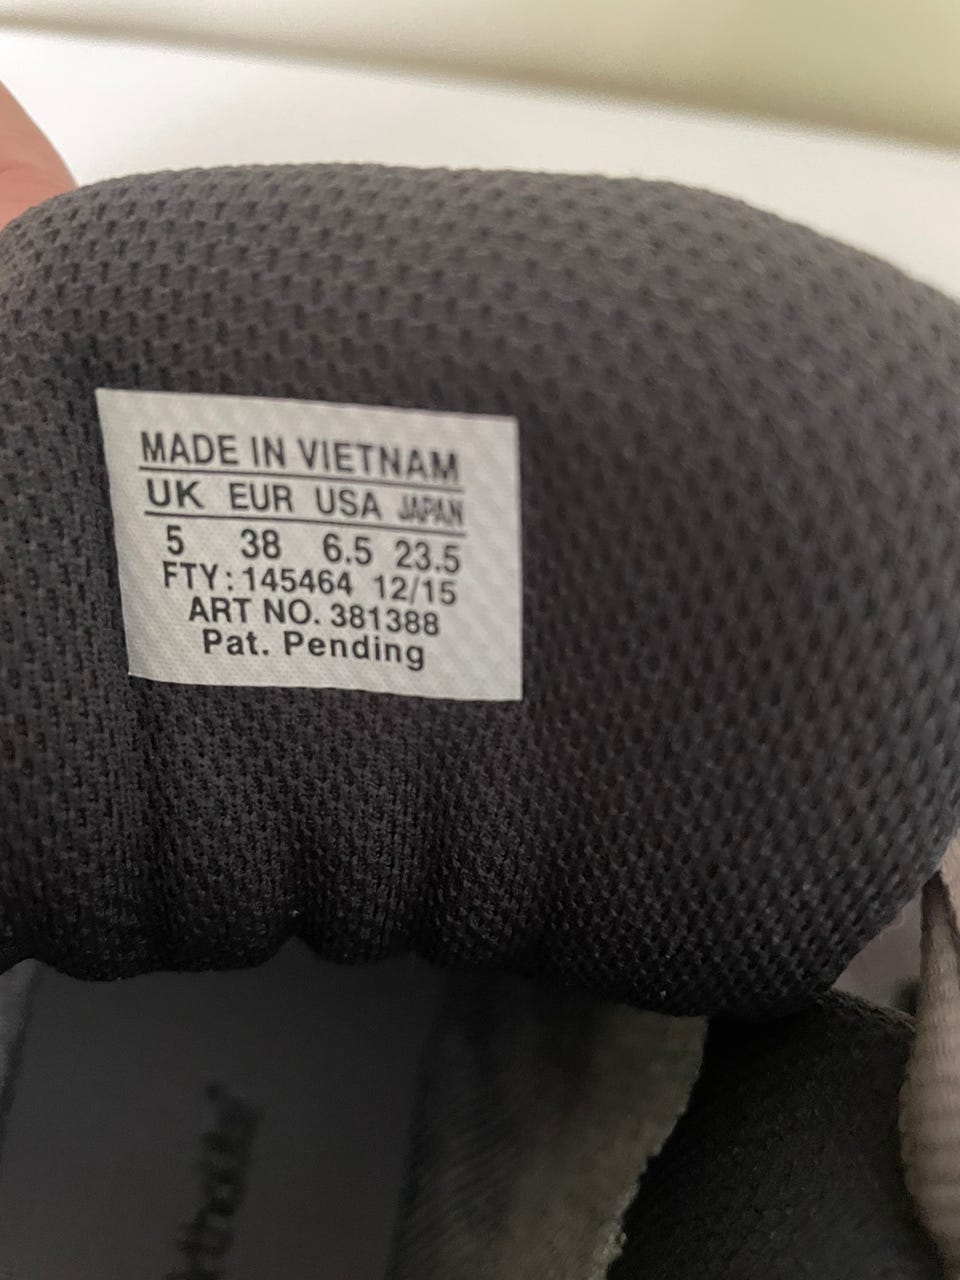 MADE IN VIETNAM
UK EUR USA JAPAN
5 38 6.5 23.5
FTY: 145464 12/15
ART NO. 381388
Pat. Pending